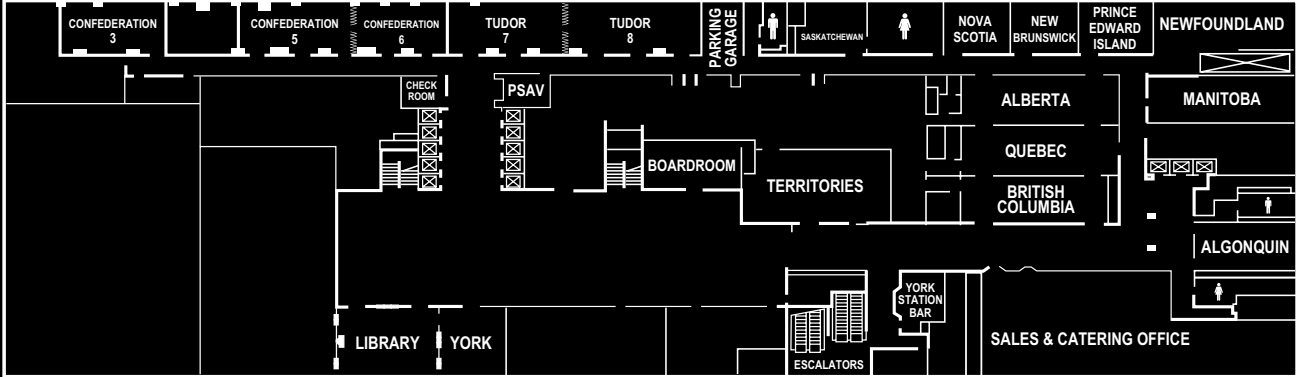 CONFEDERATION
3
CONFEDERATION
5
CONFEDERATION
6
TUDOR
7
TUDOR
8
PARKING
GARAGE
SASKATCHEWAN
NOVA
SCOTIA
NEW
BRUNSWICK
PRINCE
EDWARD
ISLAND
NEWFOUNDLAND
CHECK
ROOM
PSAV
ALBERTA
MANITOBA
QUEBEC
BOARDROOM
TERRITORIES
BRITISH
COLUMBIA
ALGONQUIN
YORK
STATION
BAR
LIBRARY
YORK
ESCALATORS
SALES & CATERING OFFICE